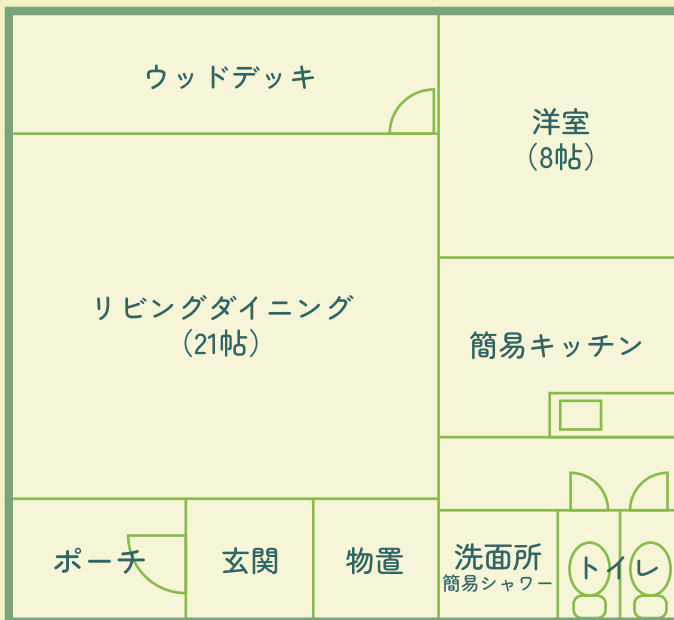 ウッドデッキ
洋室
（8帖）
リビングダイニング
（21帖）
簡易キッチン
ポーチ
玄関
物置
洗面所
簡易シャワー
トイレ